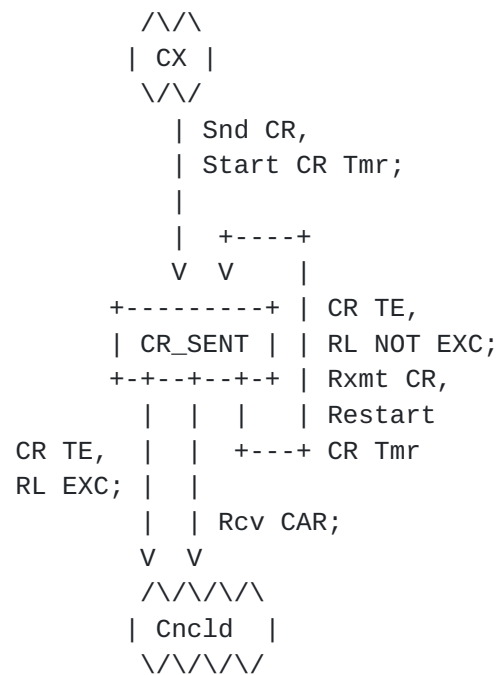 /\/\
| CX |
\/\/
| Snd CR,
| Start CR Tmr;
|
| +----+
V V |
+---------+ | CR TE,
| CR_SENT | | RL NOT EXC;
+-+--+--+-+ | Rxmt CR,
| | | | Restart
CR TE, | | +---+ CR Tmr
RL EXC; | |
| | Rcv CAR;
V V
/\/\/\/\
| Cncld |
\/\/\/\/